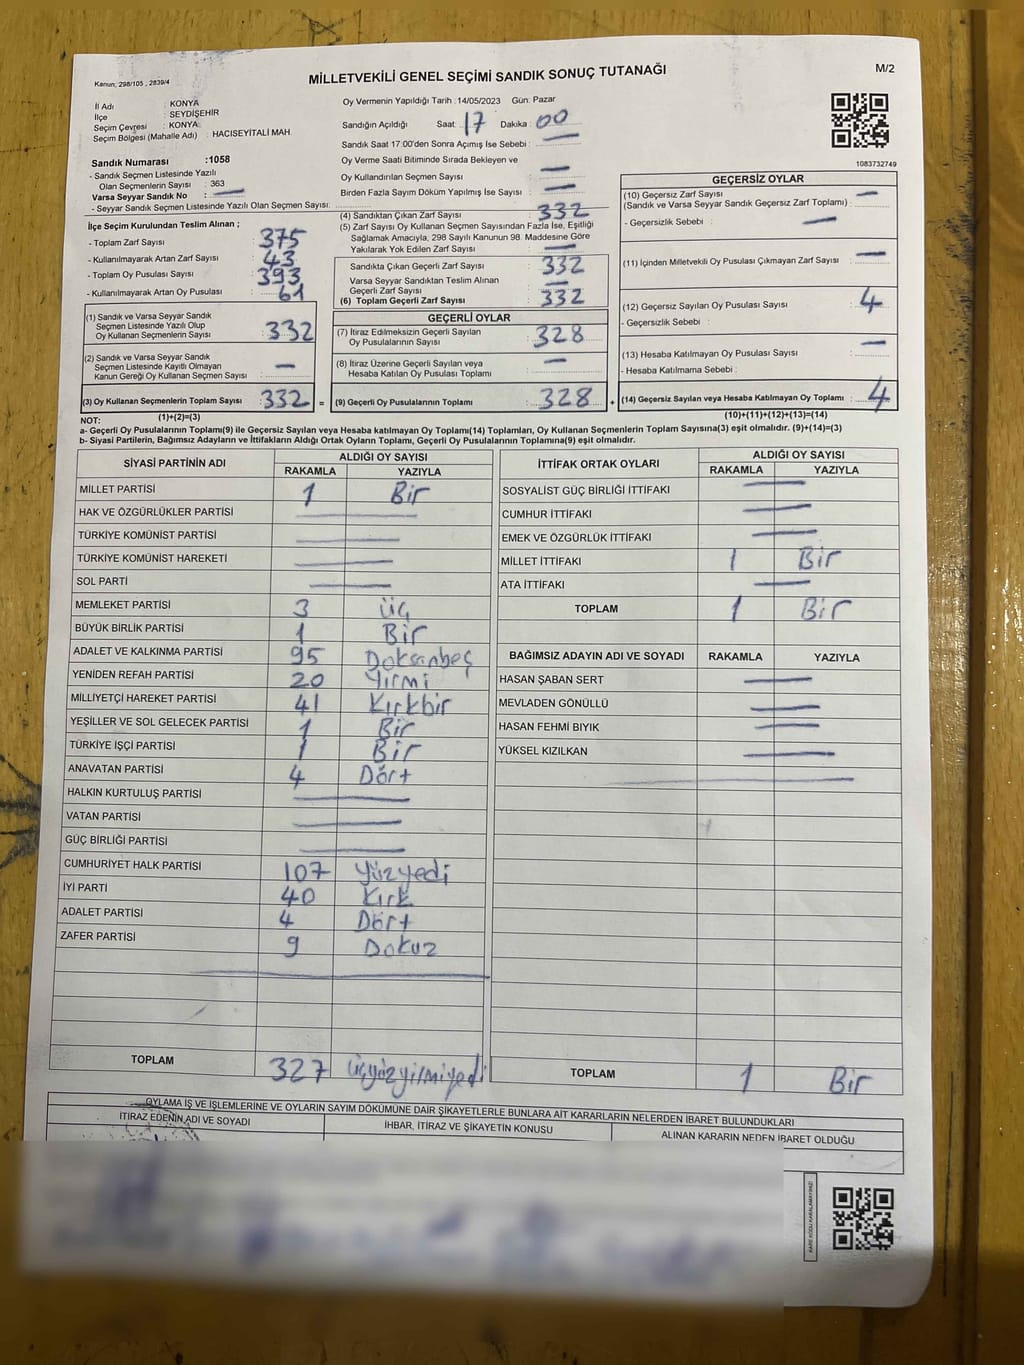 Kanun, 298/105 , 2839/4
MİLLETVEKİLİ GENEL SEÇİMİ SANDIK SONUÇ TUTANAĞI
M/2
İl Adı : KONYA
İlçe : SEYDİŞEHİR
Seçim Çevresi : KONYA
Seçim Bölgesi (Mahalle Adı) : HACISEYİTALİ MAH.
Oy Vermenin Yapıldığı Tarih :14/05/2023 Gün: Pazar
Sandığın Açıldığı Saat: 17 Dakika : 00
Sandık Saat 17:00'den Sonra Açımış İse Sebebi : —
Oy Verme Saati Bitiminde Sırada Bekleyen ve
Oy Kullandırılan Seçmen Sayısı : —
Birden Fazla Sayım Döküm Yapılmış İse Sayısı : —
1083732749
Sandık Numarası :1058
- Sandık Seçmen Listesinde Yazılı
Olan Seçmenlerin Sayısı : 363
Varsa Seyyar Sandık No : —
- Seyyar Sandık Seçmen Listesinde Yazılı Olan Seçmen Sayısı:
İlçe Seçim Kurulundan Teslim Alınan ;
- Toplam Zarf Sayısı : 375
- Kullanılmayarak Artan Zarf Sayısı : 43
- Toplam Oy Pusulası Sayısı : 393
- Kullanılmayarak Artan Oy Pusulası : 61
(1) Sandık ve Varsa Seyyar Sandık
Seçmen Listesinde Yazılı Olup
Oy Kullanan Seçmenlerin Sayısı : 332
(2) Sandık ve Varsa Seyyar Sandık
Seçmen Listesinde Kayıtlı Olmayan
Kanun Gereği Oy Kullanan Seçmen Sayısı : —
(3) Oy Kullanan Seçmenlerin Toplam Sayısı : 332 =
(1)+(2)=(3)
(4) Sandıktan Çıkan Zarf Sayısı : 332
(5) Zarf Sayısı Oy Kullanan Seçmen Sayısından Fazla İse, Eşitliği
Sağlamak Amacıyla, 298 Sayılı Kanunun 98. Maddesine Göre
Yakılarak Yok Edilen Zarf Sayısı : —
Sandıkta Çıkan Geçerli Zarf Sayısı : 332
Varsa Seyyar Sandıktan Teslim Alınan
Geçerli Zarf Sayısı : —
(6) Toplam Geçerli Zarf Sayısı : 332
GEÇERLİ OYLAR
(7) İtiraz Edilmeksizin Geçerli Sayılan
Oy Pusulalarının Sayısı : 328
(8) İtiraz Üzerine Geçerli Sayılan veya
Hesaba Katılan Oy Pusulası Toplamı : —
(9) Geçerli Oy Pusulalarının Toplamı : 328 +
GEÇERSİZ OYLAR
(10) Geçersiz Zarf Sayısı : —
(Sandık ve Varsa Seyyar Sandık Geçersiz Zarf Toplamı)
- Geçersizlik Sebebi : —
(11) İçinden Milletvekili Oy Pusulası Çıkmayan Zarf Sayısı : —
(12) Geçersiz Sayılan Oy Pusulası Sayısı : 4
- Geçersizlik Sebebi :
(13) Hesaba Katılmayan Oy Pusulası Sayısı : —
- Hesaba Katılmama Sebebi :
(14) Geçersiz Sayılan veya Hesaba Katılmayan Oy Toplamı : 4
(10)+(11)+(12)+(13)=(14)
NOT:
a- Geçerli Oy Pusulalarının Toplamı(9) ile Geçersiz Sayılan veya Hesaba katılmayan Oy Toplamı(14) Toplamları, Oy Kullanan Seçmenlerin Toplam Sayısına(3) eşit olmalıdır. (9)+(14)=(3)
b- Siyasi Partilerin, Bağımsız Adayların ve İttifakların Aldığı Ortak Oyların Toplamı, Geçerli Oy Pusulalarının Toplamına(9) eşit olmalıdır.
SİYASİ PARTİNİN ADI ALDIĞI OY SAYISI
RAKAMLA YAZIYLA
MİLLET PARTİSİ 1 Bir
HAK VE ÖZGÜRLÜKLER PARTİSİ —
TÜRKİYE KOMÜNİST PARTİSİ —
TÜRKİYE KOMÜNİST HAREKETİ —
SOL PARTİ —
MEMLEKET PARTİSİ 3 Üç
BÜYÜK BİRLİK PARTİSİ 1 Bir
ADALET VE KALKINMA PARTİSİ 95 Doksanbeş
YENİDEN REFAH PARTİSİ 20 Yirmi
MİLLİYETÇİ HAREKET PARTİSİ 41 Kırkbir
YEŞİLLER VE SOL GELECEK PARTİSİ 1 Bir
TÜRKİYE İŞÇİ PARTİSİ 1 Bir
ANAVATAN PARTİSİ 4 Dört
HALKIN KURTULUŞ PARTİSİ —
VATAN PARTİSİ —
GÜÇ BİRLİĞİ PARTİSİ —
CUMHURİYET HALK PARTİSİ 107 Yüzyedi
İYİ PARTİ 40 Kırk
ADALET PARTİSİ 4 Dört
ZAFER PARTİSİ 9 Dokuz
TOPLAM 327 üçyüzyilmiyedi
İTTİFAK ORTAK OYLARI ALDIĞI OY SAYISI
RAKAMLA YAZIYLA
SOSYALİST GÜÇ BİRLİĞİ İTTİFAKI —
CUMHUR İTTİFAKI —
EMEK VE ÖZGÜRLÜK İTTİFAKI —
MİLLET İTTİFAKI 1 Bir
ATA İTTİFAKI —
TOPLAM 1 Bir
BAĞIMSIZ ADAYIN ADI VE SOYADI RAKAMLA YAZIYLA
HASAN ŞABAN SERT —
MEVLADEN GÖNÜLLÜ —
HASAN FEHMİ BIYIK —
YÜKSEL KIZILKAN —
TOPLAM 1 Bir
OYLAMA İŞ VE İŞLEMLERİNE VE OYLARIN SAYIM DÖKÜMÜNE DAİR ŞİKAYETLERLE BUNLARA AİT KARARLARIN NELERDEN İBARET BULUNDUKLARI
İTİRAZ EDENİN ADI VE SOYADI İHBAR, İTİRAZ VE ŞİKAYETİN KONUSU ALINAN KARARIN NEDEN İBARET OLDUĞU
KARE KODU KARALAMAYINIZ!